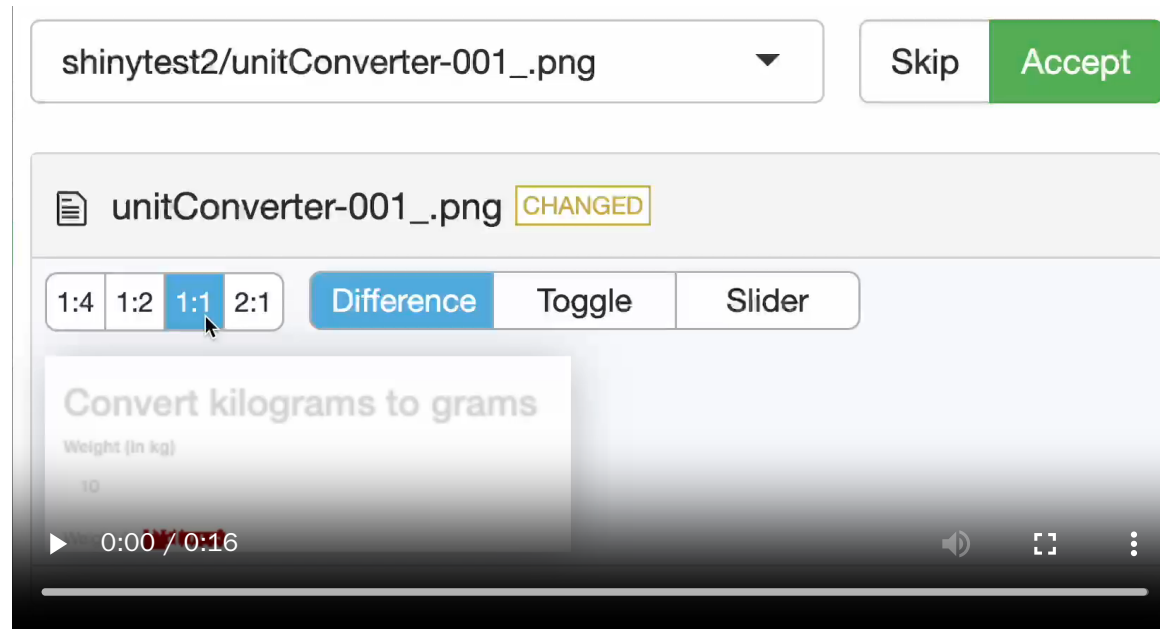 shinytest2/unitConverter-001_.png
Skip
Accept
unitConverter-001_.png CHANGED
1:4 1:2 1:1 2:1 Difference Toggle Slider
Convert kilograms to grams
Weight (in kg)
10
0:00 / 0:16